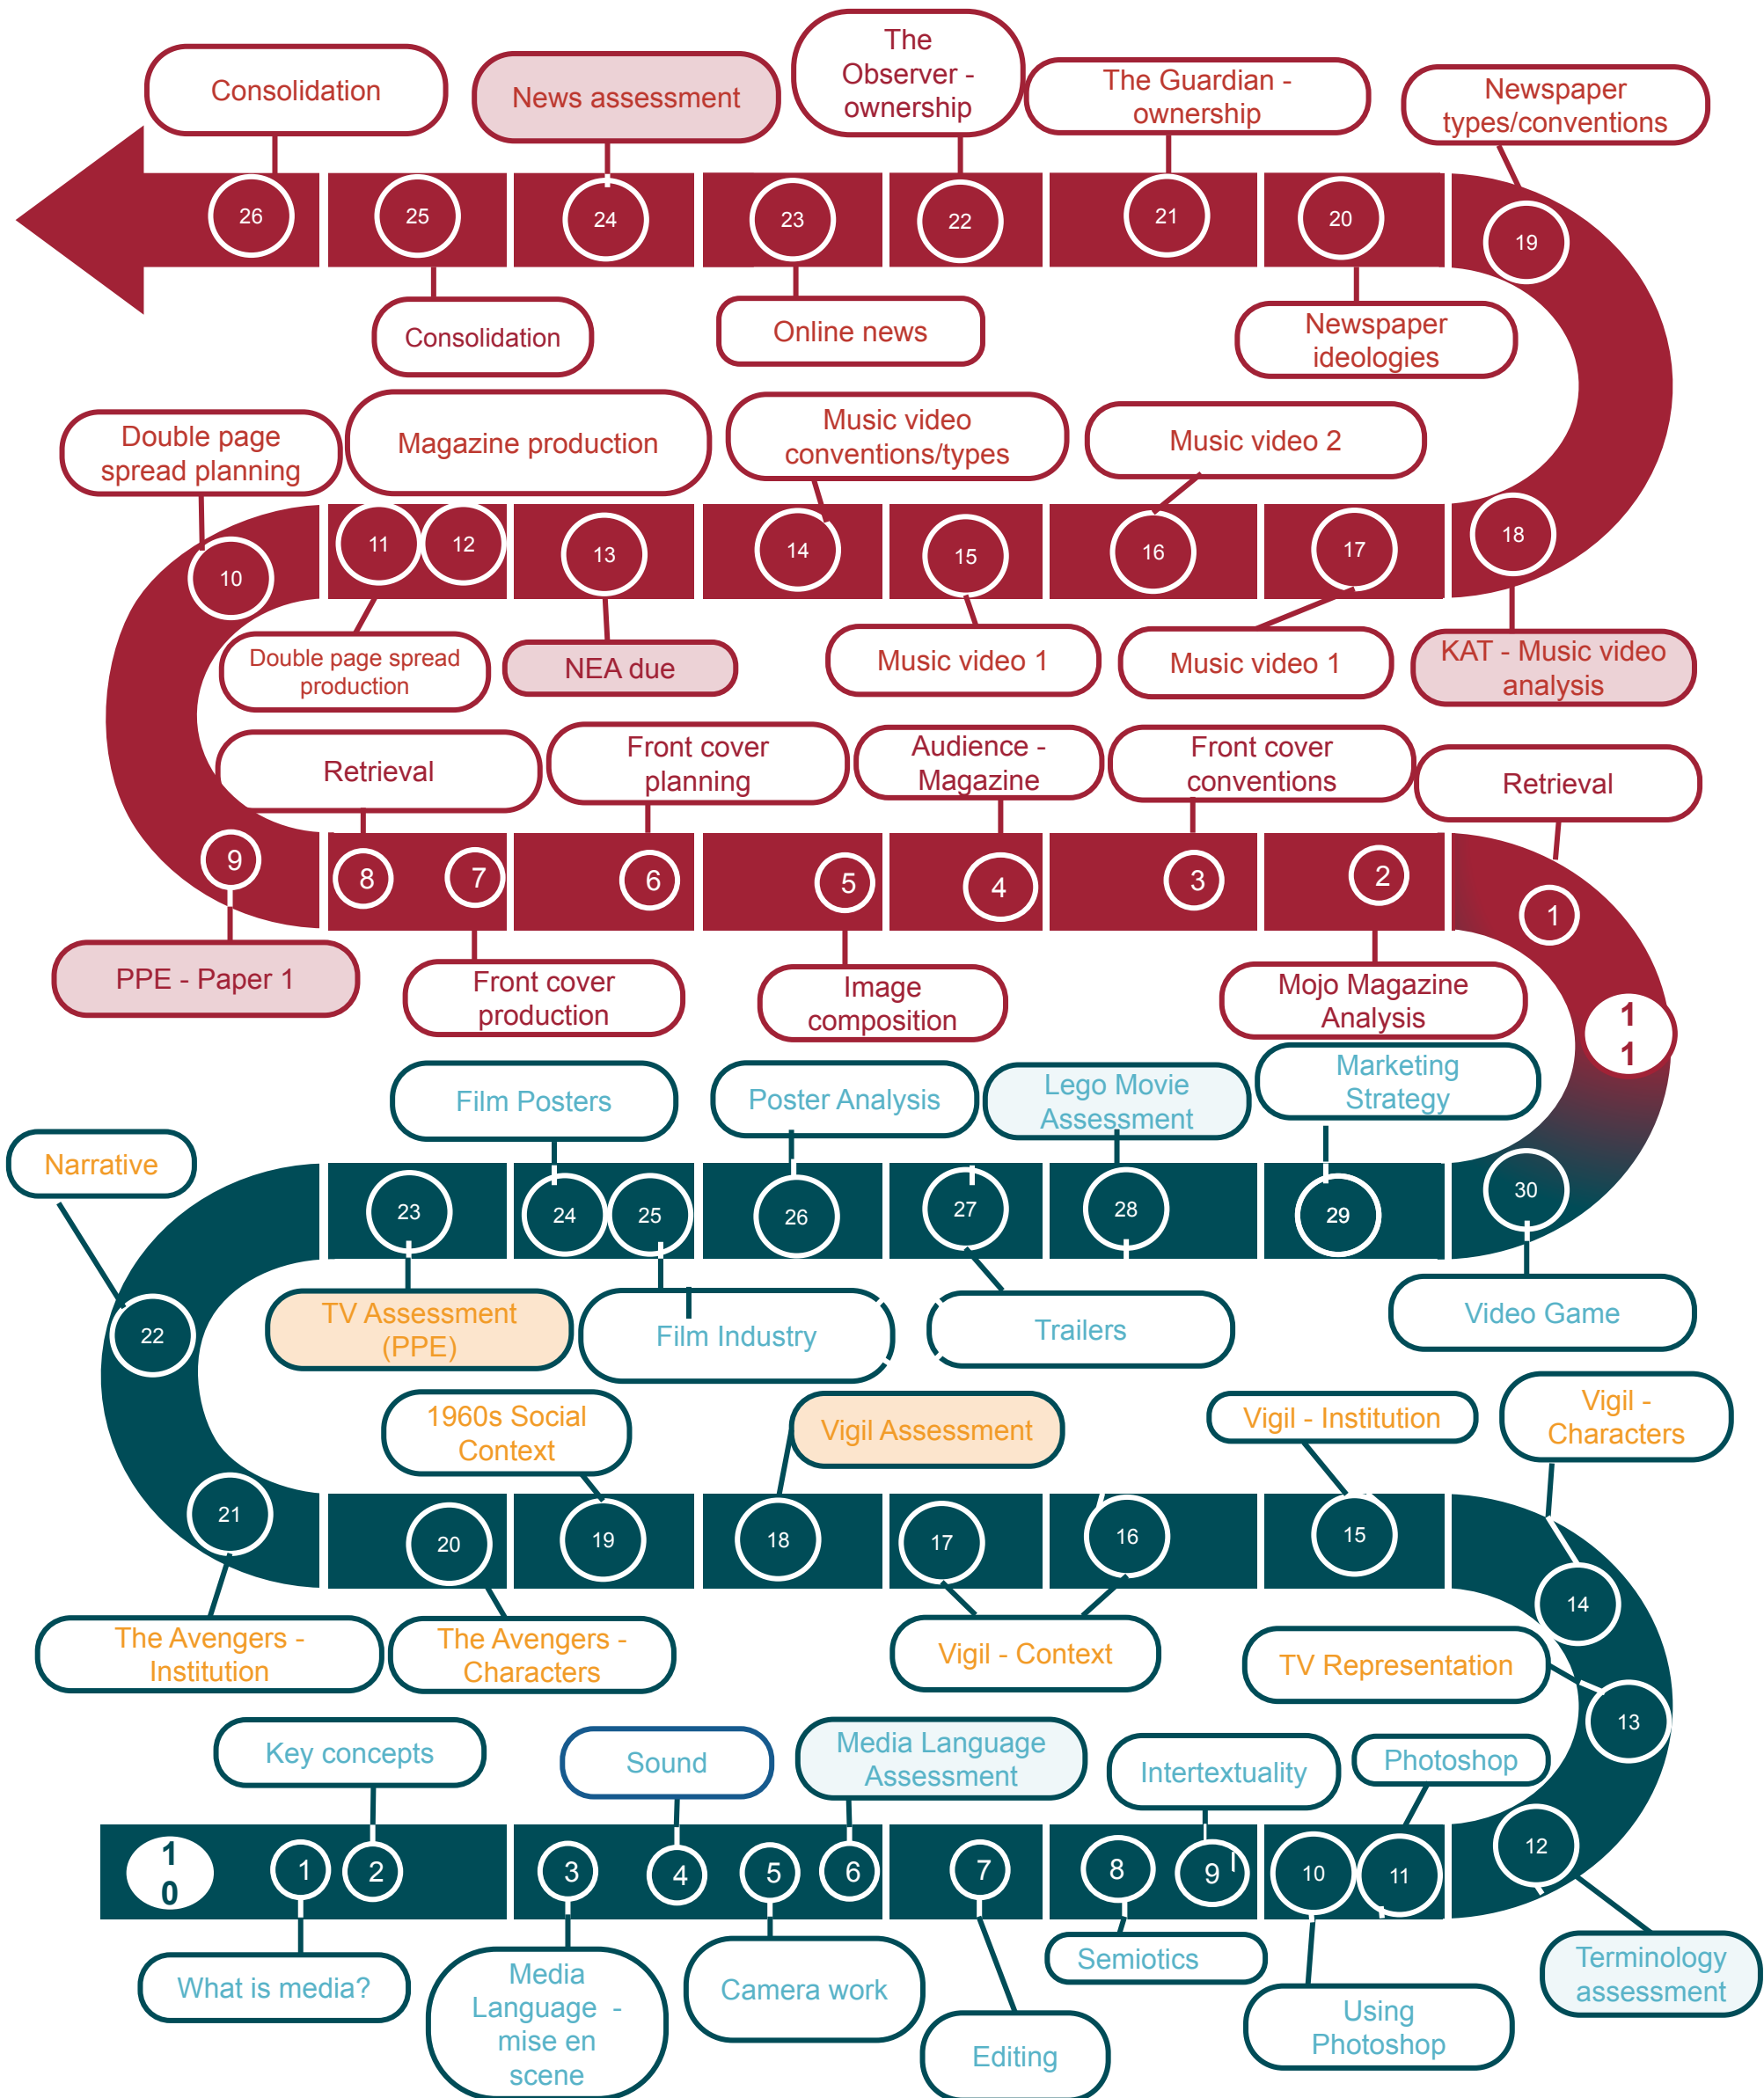 The
Observer -
ownership
Consolidation
News assessment
The Guardian -
ownership
Newspaper
types/conventions
26
25
24
23
22
21
20
19
Consolidation
Online news
Newspaper
ideologies
Double page
spread planning
Magazine production
Music video
conventions/types
Music video 2
10
11
12
13
14
15
16
17
18
Double page spread
production
NEA due
Music video 1
Music video 1
KAT - Music video
analysis
Retrieval
Front cover
planning
Audience -
Magazine
Front cover
conventions
Retrieval
9
8
7
6
5
4
3
2
1
PPE - Paper 1
Front cover
production
Image
composition
Mojo Magazine
Analysis
1
1
Film Posters
Poster Analysis
Lego Movie
Assessment
Marketing
Strategy
Narrative
23
24
25
26
27
28
29
30
TV Assessment
(PPE)
Film Industry
Trailers
Video Game
22
1960s Social
Context
Vigil Assessment
Vigil - Institution
Vigil -
Characters
21
20
19
18
17
16
15
14
The Avengers -
Institution
The Avengers -
Characters
Vigil - Context
TV Representation
13
Key concepts
Sound
Media Language
Assessment
Intertextuality
Photoshop
1
0
1
2
3
4
5
6
7
8
9
10
11
12
What is media?
Media
Language -
mise en
scene
Camera work
Editing
Semiotics
Using
Photoshop
Terminology
assessment